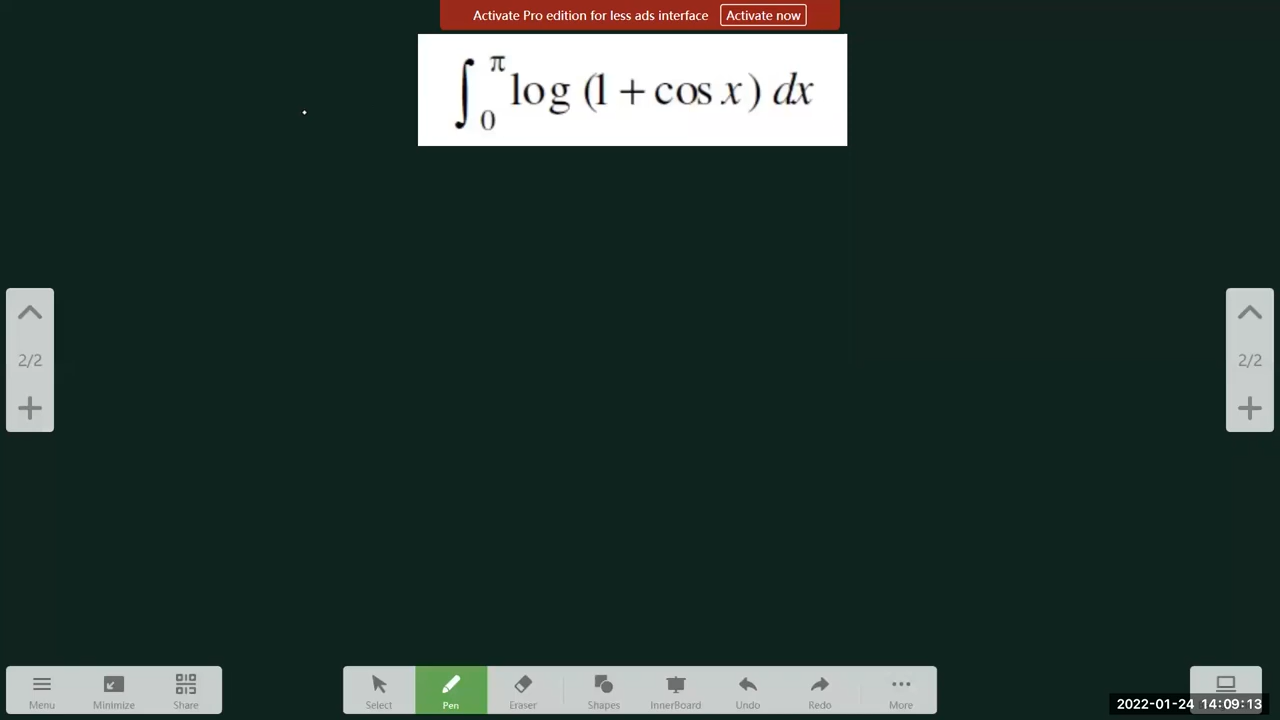 Activate Pro edition for less ads interface Activate now
∫₀^π log (1 + cos x) dx
2/2
2/2
Menu Minimize Share Select Pen Eraser Shapes InnerBoard Undo Redo More
2022-01-24 14:09:13